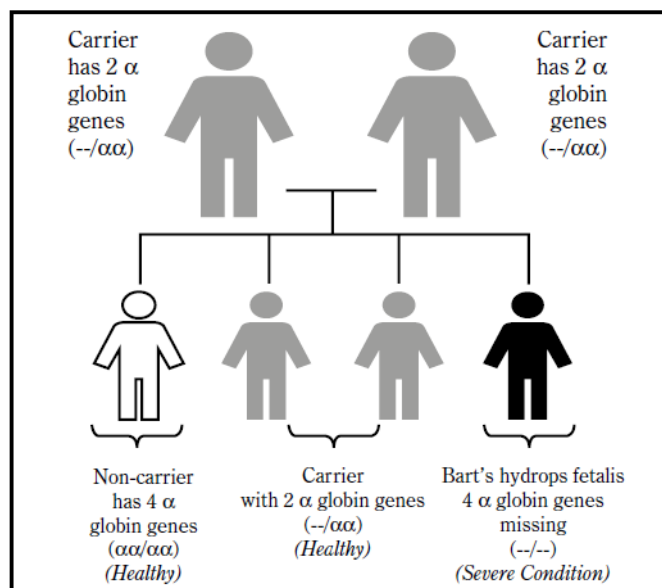 Carrier
has 2 α
globin
genes
(--/αα)
Carrier
has 2 α
globin
genes
(--/αα)
Non-carrier
has 4 α
globin genes
(αα/αα)
(Healthy)
Carrier
with 2 α globin genes
(--/αα)
(Healthy)
Bart's hydrops fetalis
4 α globin genes
missing
(--/--)
(Severe Condition)